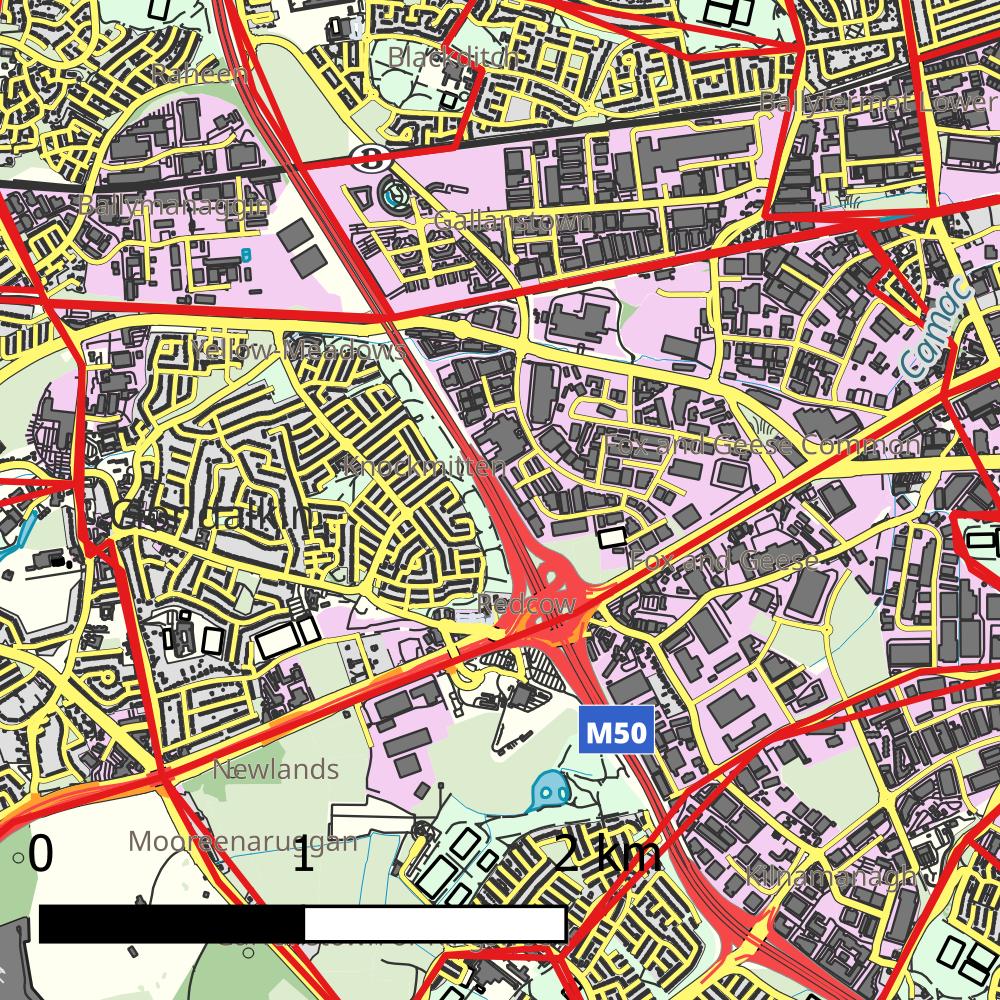 Blackditch
Raheen
Ballyfermot Lower
Ballymanaggin
Gallanstown
Camac
Yellow Meadows
Fox and Geese Common
Knockmitten
Clondalkin
Fox and Geese
Redcow
M50
Newlands
Mooreenaruggan
0
1
2 km
Kilnamanagh